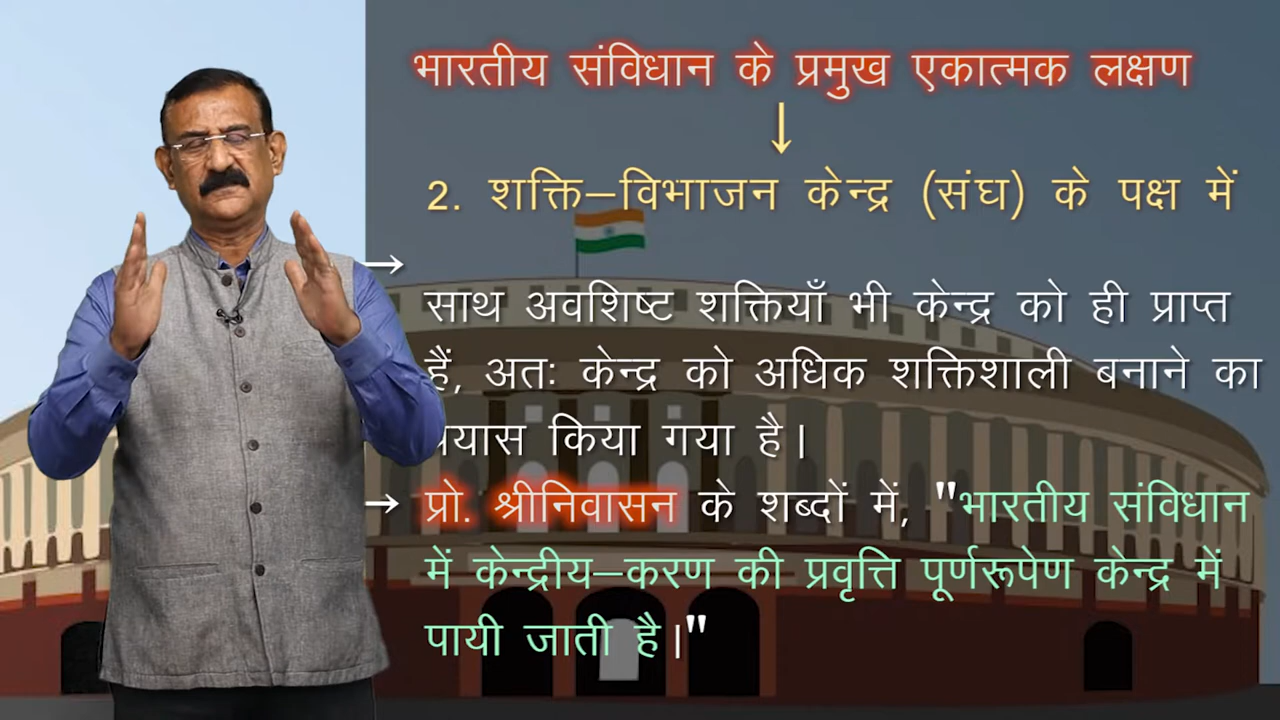 भारतीय संविधान के प्रमुख एकात्मक लक्षण
↓
2. शक्ति–विभाजन केन्द्र (संघ) के पक्ष में
→
साथ अवशिष्ट शक्तियाँ भी केन्द्र को ही प्राप्त
हैं, अतः केन्द्र को अधिक शक्तिशाली बनाने का
किया गया है।
→ प्रो. श्रीनिवासन के शब्दों में, "भारतीय संविधान
में केन्द्रीय–करण की प्रवृत्ति पूर्णरूपेण केन्द्र में
पायी जाती है।"